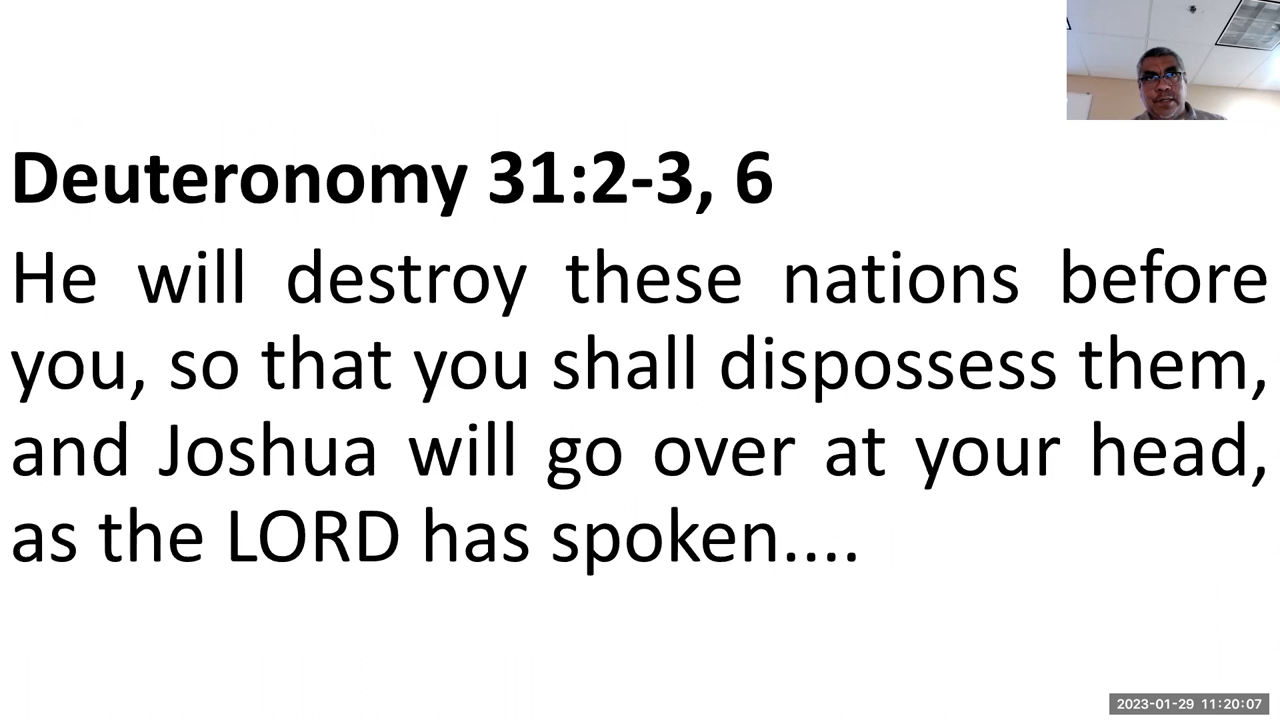 Deuteronomy 31:2-3, 6
He will destroy these nations before
you, so that you shall dispossess them,
and Joshua will go over at your head,
as the LORD has spoken....
2023-01-29 11:20:07